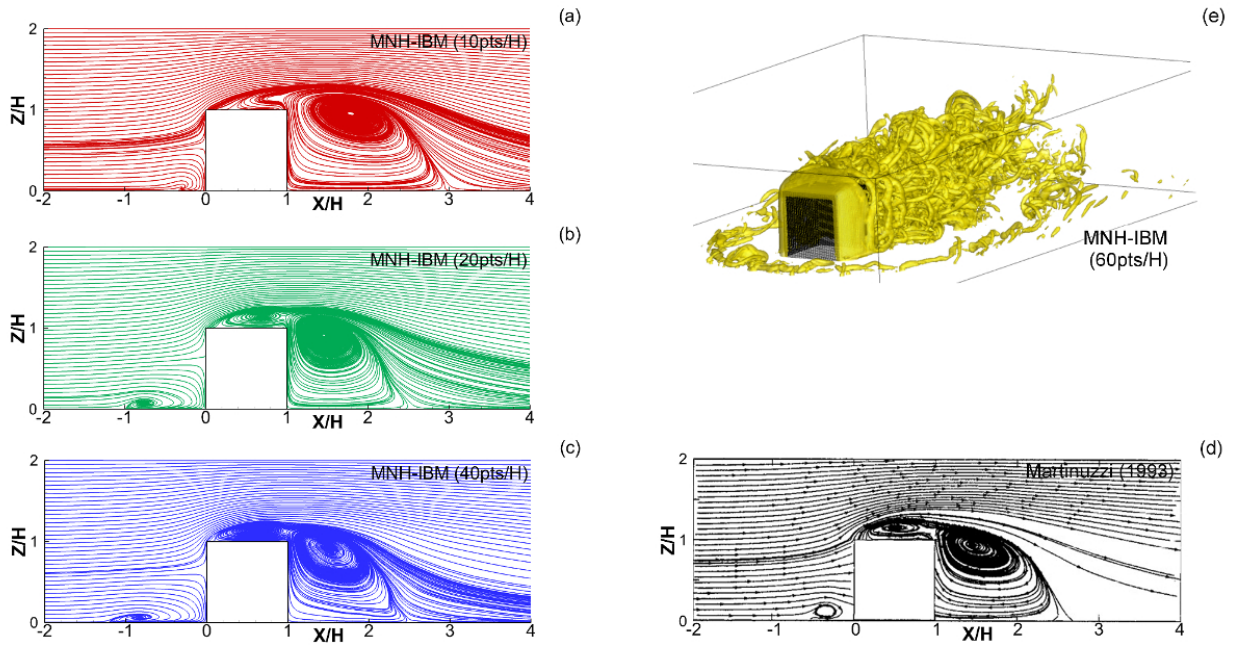 (a)
MNH-IBM (10pts/H)
2
Z/H
1
0
-2 -1 0 1 2 3 4
X/H
(b)
MNH-IBM (20pts/H)
2
Z/H
1
0
-2 -1 0 1 2 3 4
X/H
(c)
MNH-IBM (40pts/H)
2
Z/H
1
0
-2 -1 0 1 2 3 4
X/H
(e)
MNH-IBM
(60pts/H)
(d)
Martinuzzi (1993)
2
Z/H
1
0
-2 -1 0 1 2 3 4
X/H